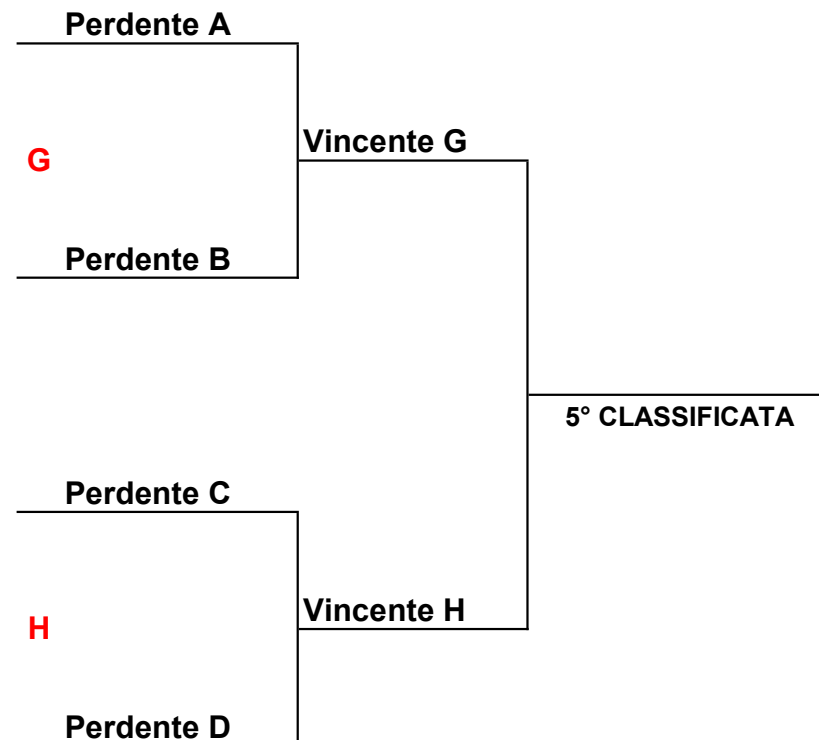 Perdente A
G
Vincente G
Perdente B
5° CLASSIFICATA
Perdente C
H
Vincente H
Perdente D